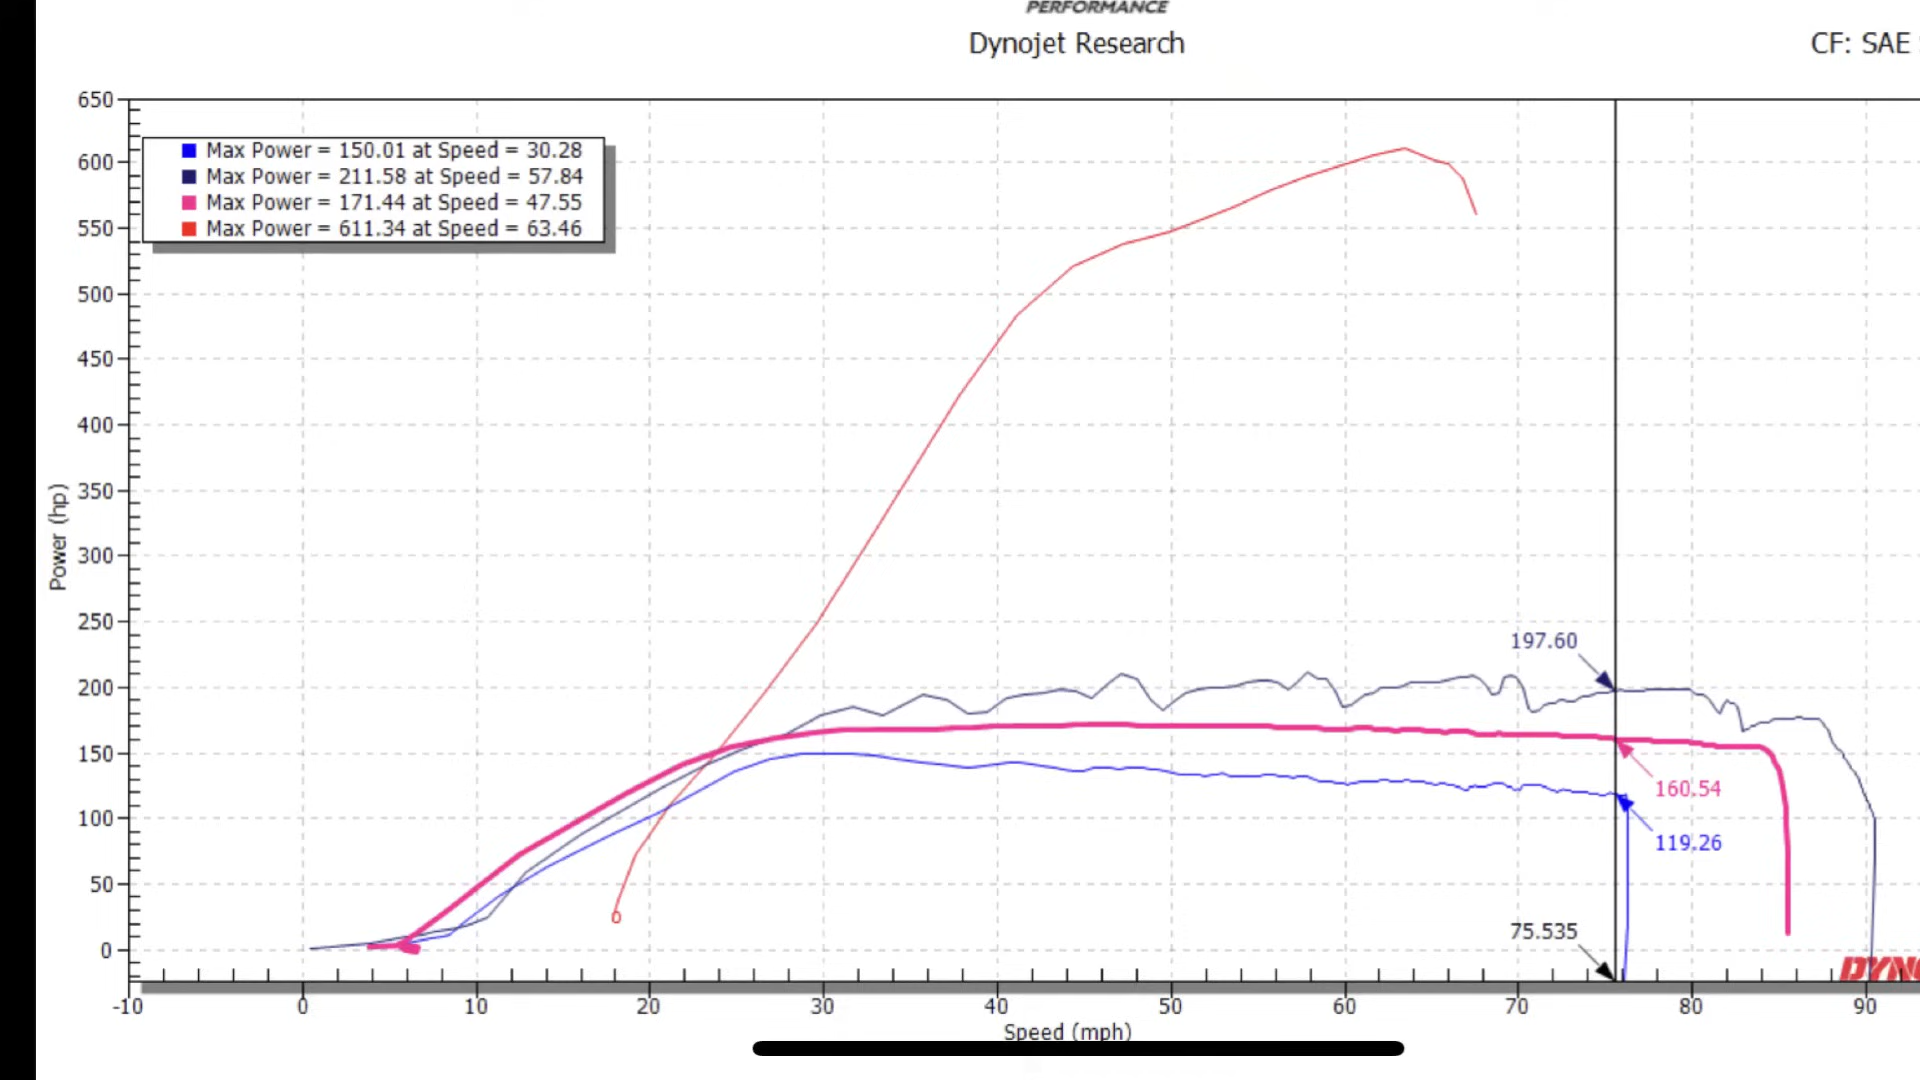 PERFORMANCE
Dynojet Research
CF: SAE
650
600
550
500
450
400
350
300
250
200
150
100
50
0
Power (hp)
Max Power = 150.01 at Speed = 30.28
Max Power = 211.58 at Speed = 57.84
Max Power = 171.44 at Speed = 47.55
Max Power = 611.34 at Speed = 63.46
197.60
160.54
119.26
75.535
0
DYNO
-10 0 10 20 30 40 50 60 70 80 90
Speed (mph)